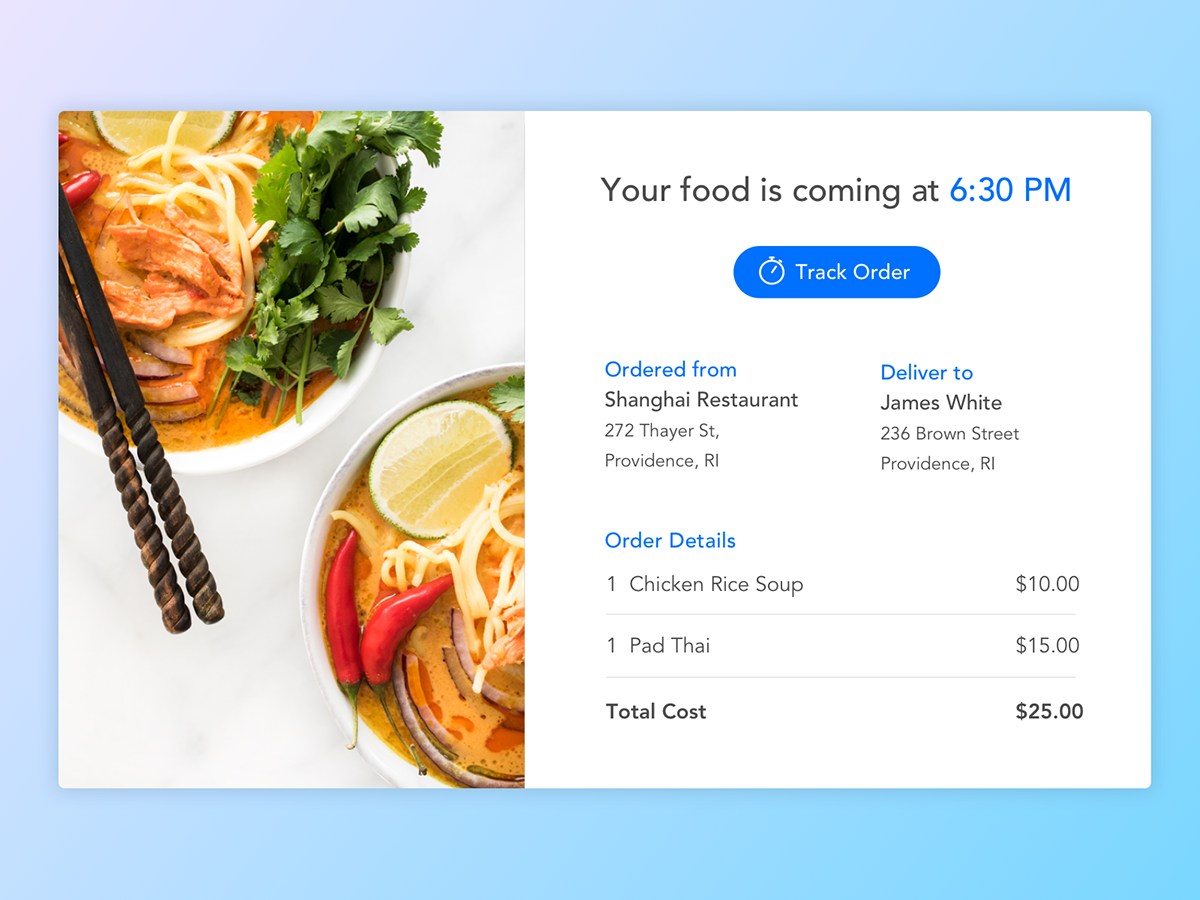 Your food is coming at 6:30 PM
Track Order
Ordered from
Shanghai Restaurant
272 Thayer St,
Providence, RI
Deliver to
James White
236 Brown Street
Providence, RI
Order Details
1 Chicken Rice Soup $10.00
1 Pad Thai $15.00
Total Cost $25.00